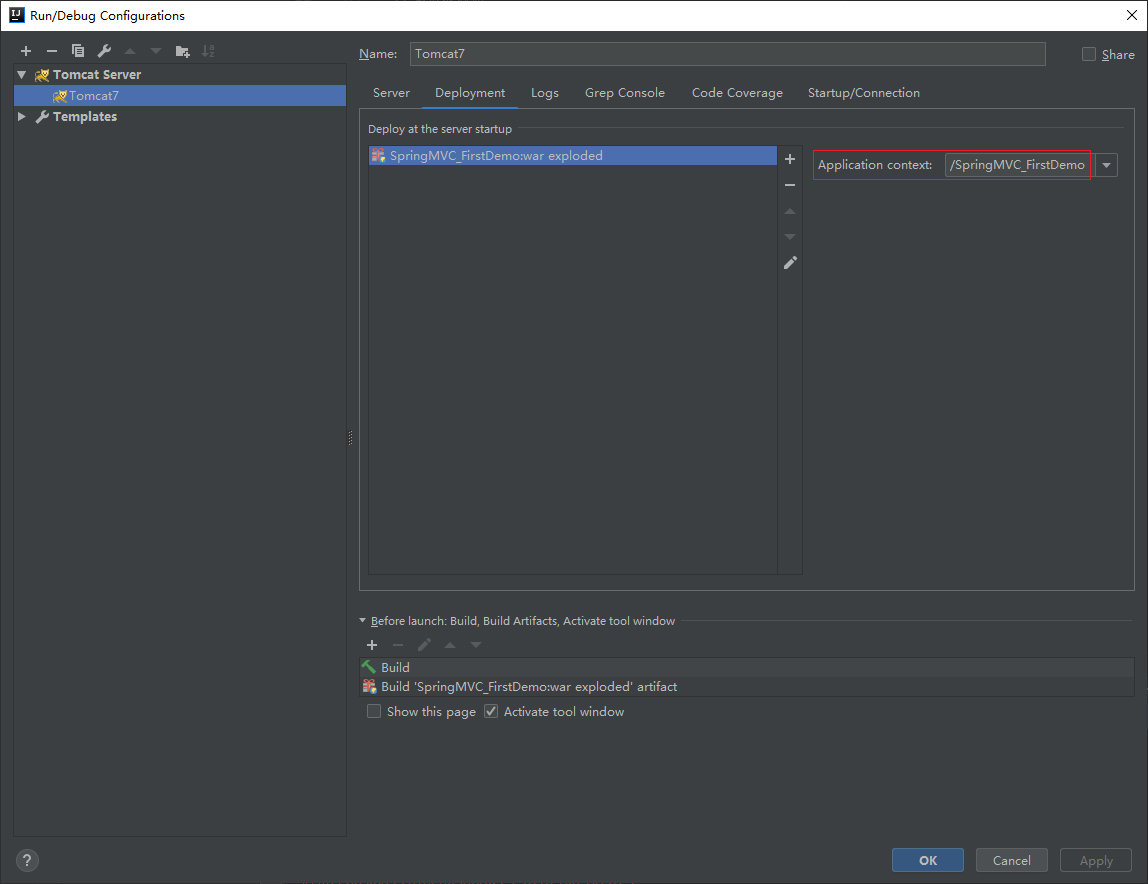 Run/Debug Configurations
Tomcat Server
Tomcat7
Templates
Name: Tomcat7
Share
Server Deployment Logs Grep Console Code Coverage Startup/Connection
Deploy at the server startup
SpringMVC_FirstDemo:war exploded
Application context: /SpringMVC_FirstDemo
Before launch: Build, Build Artifacts, Activate tool window
Build
Build 'SpringMVC_FirstDemo:war exploded' artifact
Show this page Activate tool window
? OK Cancel Apply